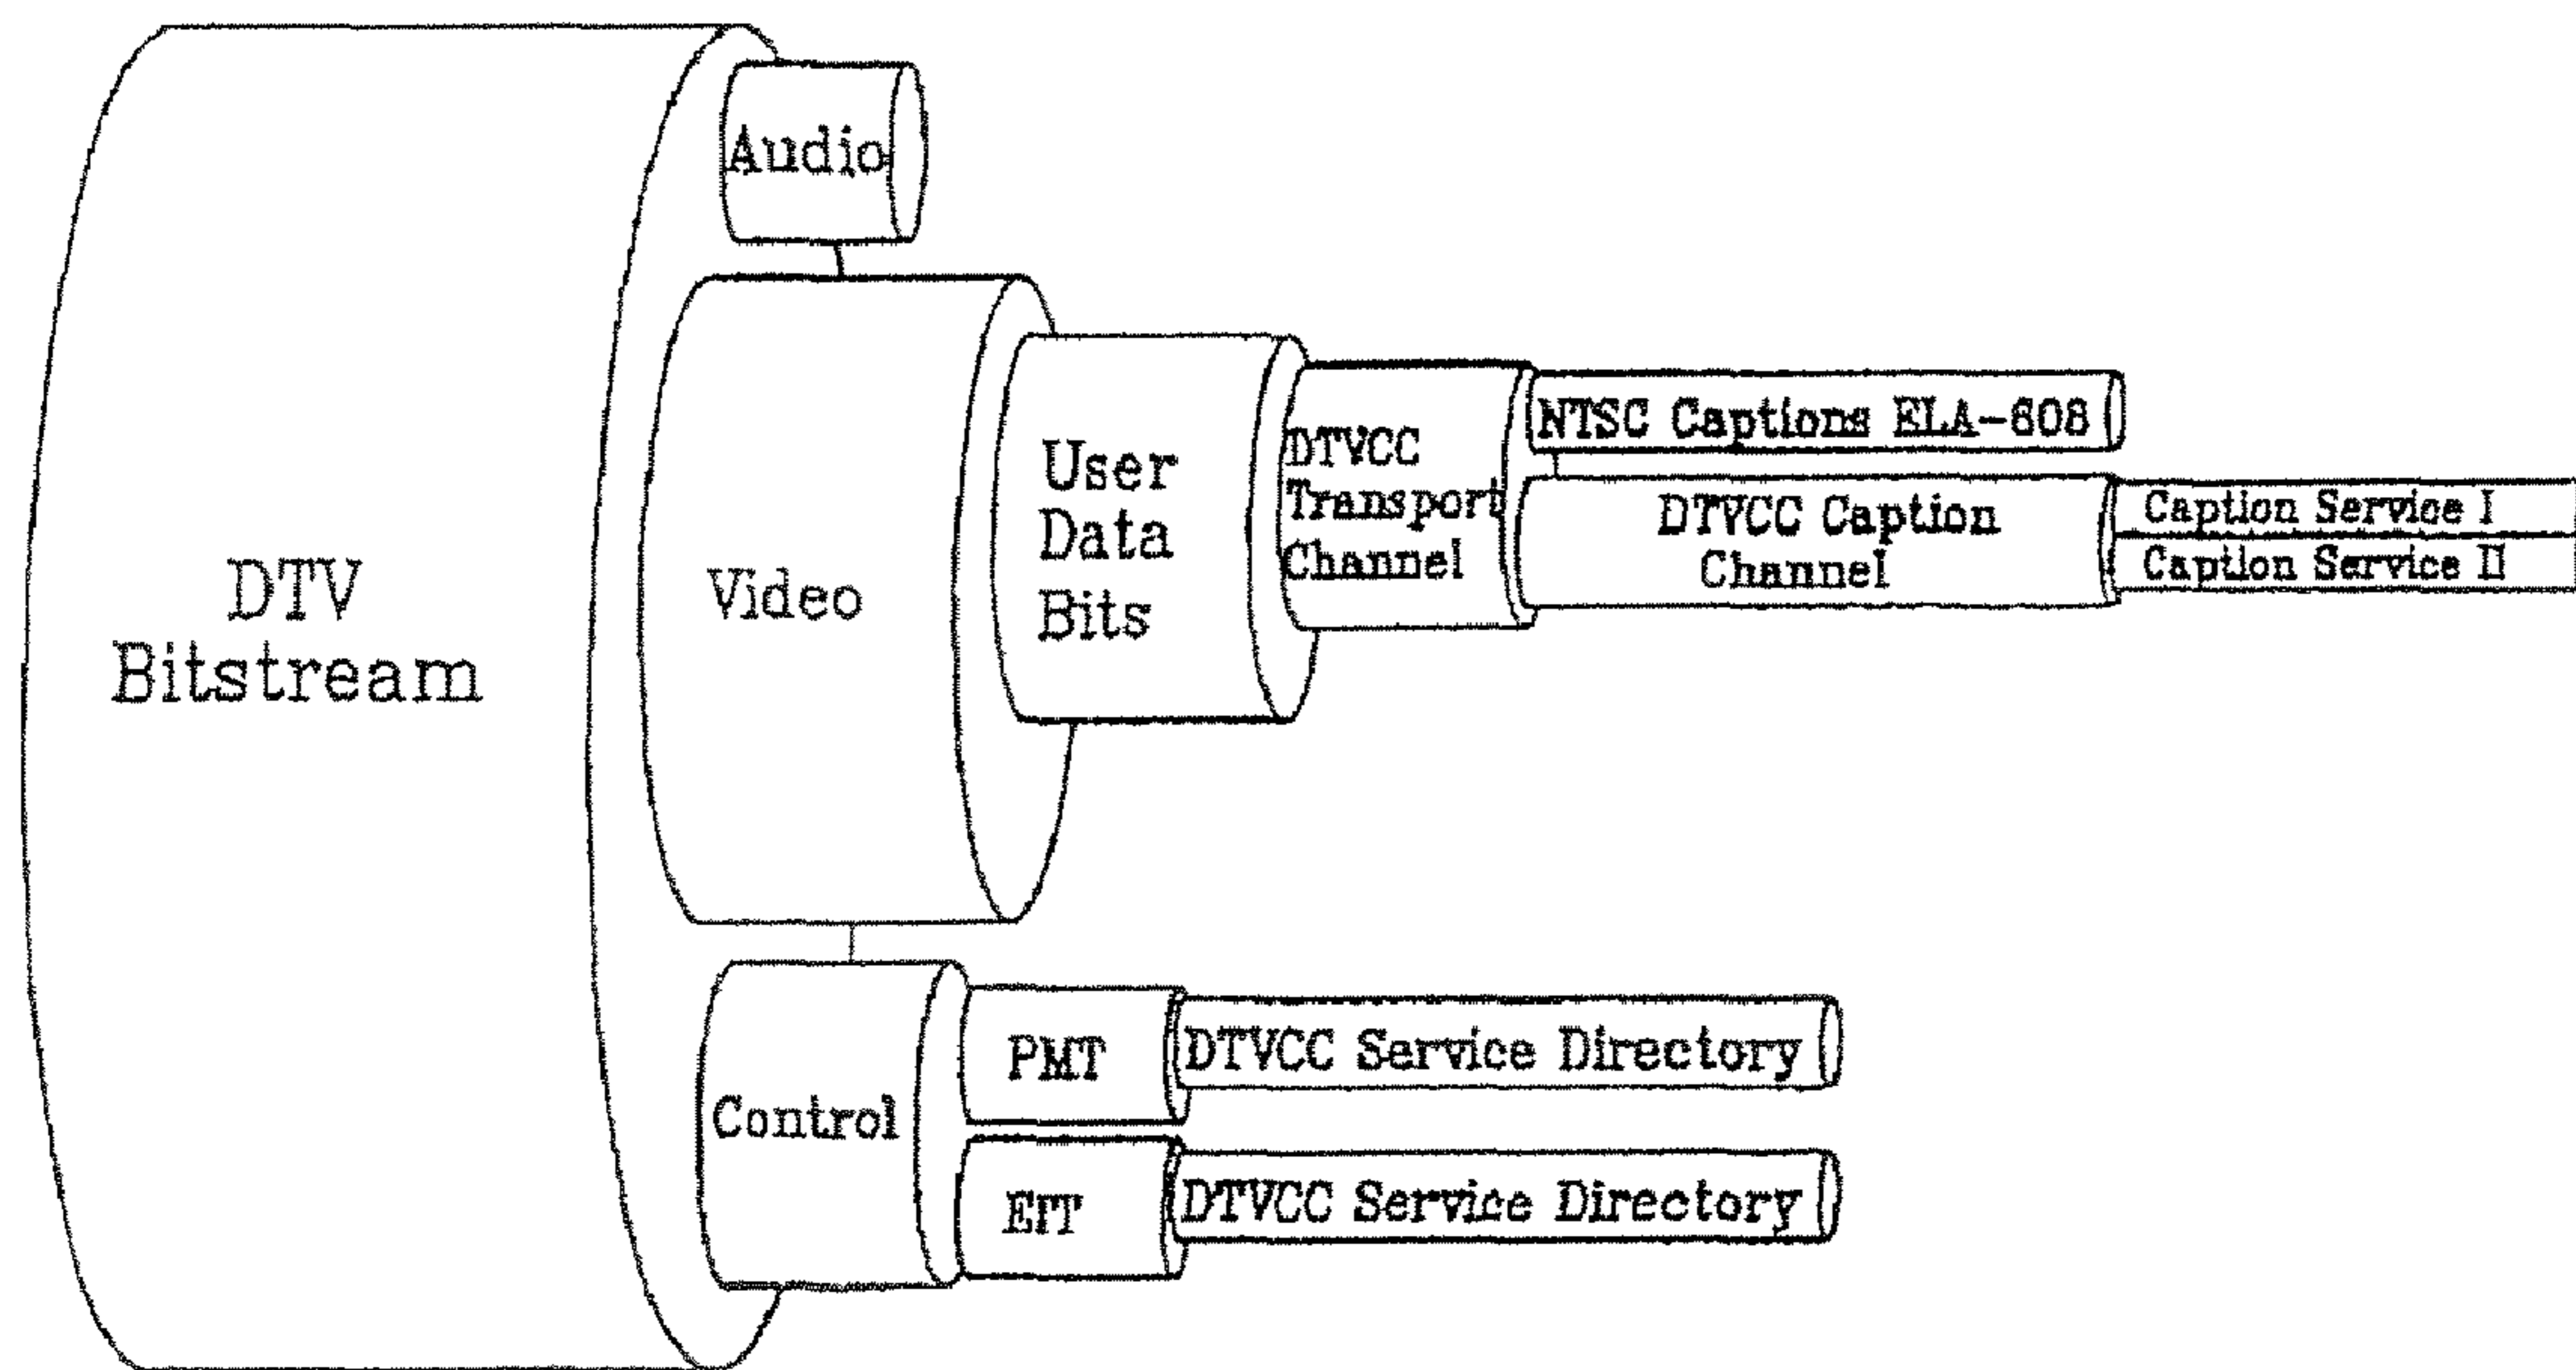 Audio
DTV
Bitstream
Video
User
Data
Bits
DTVCC
Transport
Channel
NTSC Captions ELA-608
DTVCC Caption
Channel
Caption Service I
Caption Service II
Control
PMT
DTVCC Service Directory
EIT
DTVCC Service Directory